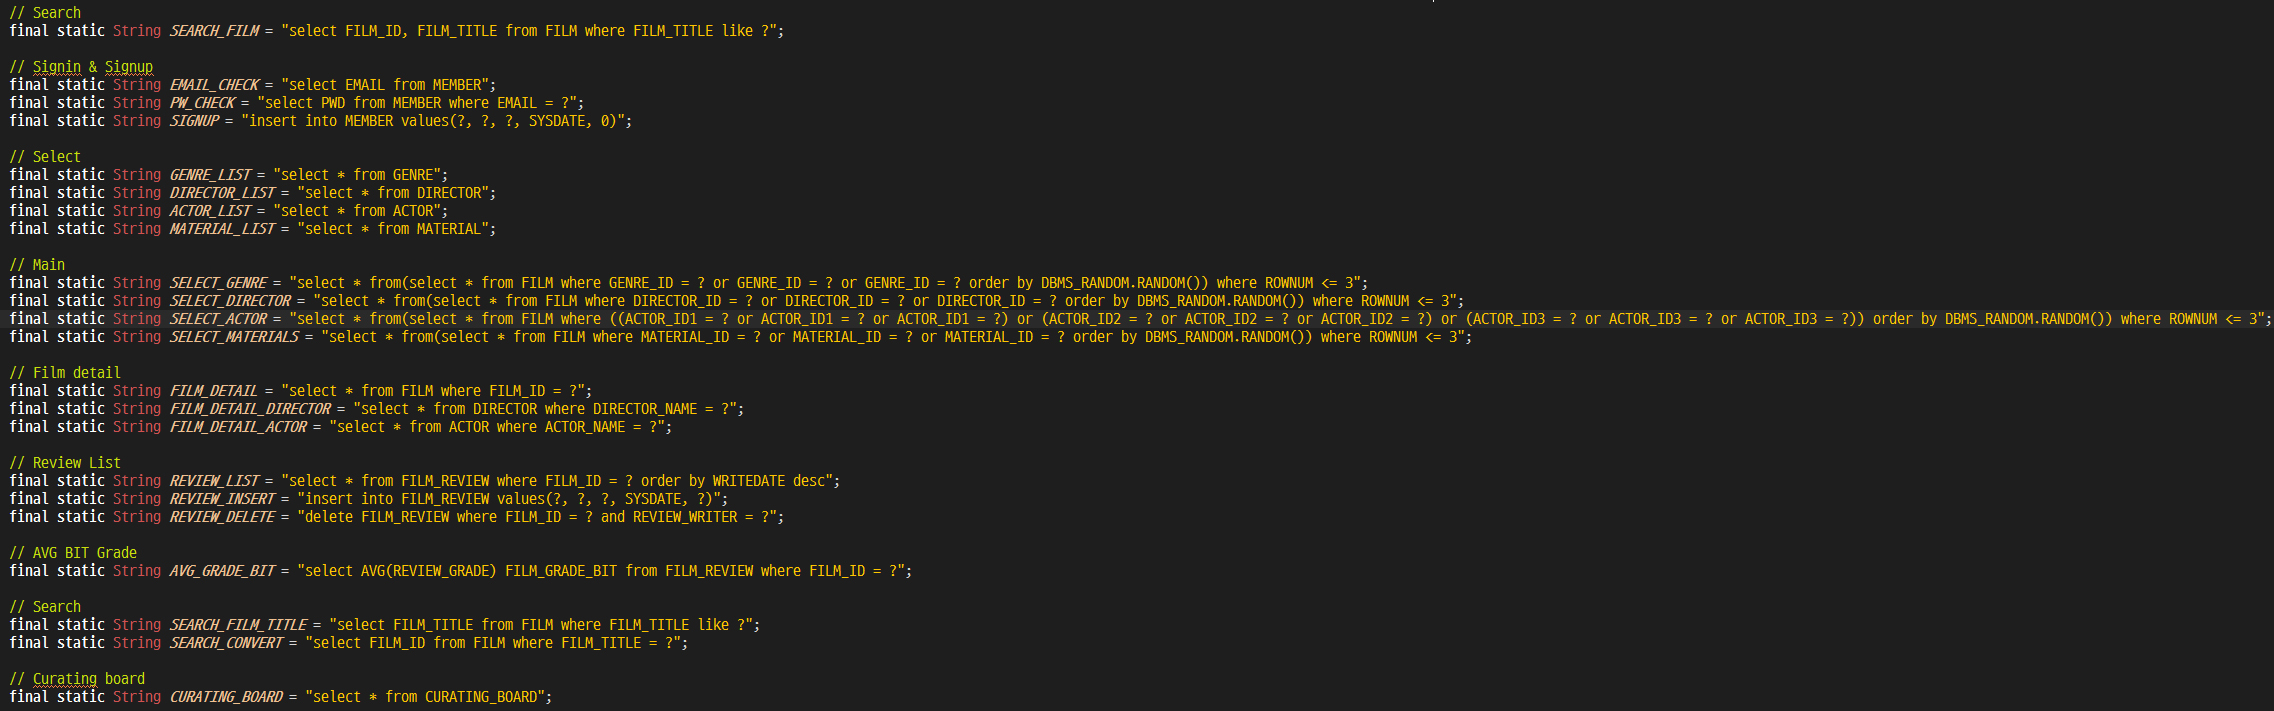 // Search
final static String SEARCH_FILM = "select FILM_ID, FILM_TITLE from FILM where FILM_TITLE like ?";
// Signin & Signup
final static String EMAIL_CHECK = "select EMAIL from MEMBER";
final static String PW_CHECK = "select PWD from MEMBER where EMAIL = ?";
final static String SIGNUP = "insert into MEMBER values(?, ?, ?, SYSDATE, 0)";
// Select
final static String GENRE_LIST = "select * from GENRE";
final static String DIRECTOR_LIST = "select * from DIRECTOR";
final static String ACTOR_LIST = "select * from ACTOR";
final static String MATERIAL_LIST = "select * from MATERIAL";
// Main
final static String SELECT_GENRE = "select * from(select * from FILM where GENRE_ID = ? or GENRE_ID = ? or GENRE_ID = ? order by DBMS_RANDOM.RANDOM()) where ROWNUM <= 3";
final static String SELECT_DIRECTOR = "select * from(select * from FILM where DIRECTOR_ID = ? or DIRECTOR_ID = ? or DIRECTOR_ID = ? order by DBMS_RANDOM.RANDOM()) where ROWNUM <= 3";
final static String SELECT_ACTOR = "select * from(select * from FILM where ((ACTOR_ID1 = ? or ACTOR_ID1 = ? or ACTOR_ID1 = ?) or (ACTOR_ID2 = ? or ACTOR_ID2 = ? or ACTOR_ID2 = ?) or (ACTOR_ID3 = ? or ACTOR_ID3 = ? or ACTOR_ID3 = ?)) order by DBMS_RANDOM.RANDOM()) where ROWNUM <= 3";
final static String SELECT_MATERIALS = "select * from(select * from FILM where MATERIAL_ID = ? or MATERIAL_ID = ? or MATERIAL_ID = ? order by DBMS_RANDOM.RANDOM()) where ROWNUM <= 3";
// Film detail
final static String FILM_DETAIL = "select * from FILM where FILM_ID = ?";
final static String FILM_DETAIL_DIRECTOR = "select * from DIRECTOR where DIRECTOR_NAME = ?";
final static String FILM_DETAIL_ACTOR = "select * from ACTOR where ACTOR_NAME = ?";
// Review List
final static String REVIEW_LIST = "select * from FILM_REVIEW where FILM_ID = ? order by WRITEDATE desc";
final static String REVIEW_INSERT = "insert into FILM_REVIEW values(?, ?, ?, SYSDATE, ?)";
final static String REVIEW_DELETE = "delete FILM_REVIEW where FILM_ID = ? and REVIEW_WRITER = ?";
// AVG BIT Grade
final static String AVG_GRADE_BIT = "select AVG(REVIEW_GRADE) FILM_GRADE_BIT from FILM_REVIEW where FILM_ID = ?";
// Search
final static String SEARCH_FILM_TITLE = "select FILM_TITLE from FILM where FILM_TITLE like ?";
final static String SEARCH_CONVERT = "select FILM_ID from FILM where FILM_TITLE = ?";
// Curating board
final static String CURATING_BOARD = "select * from CURATING_BOARD";